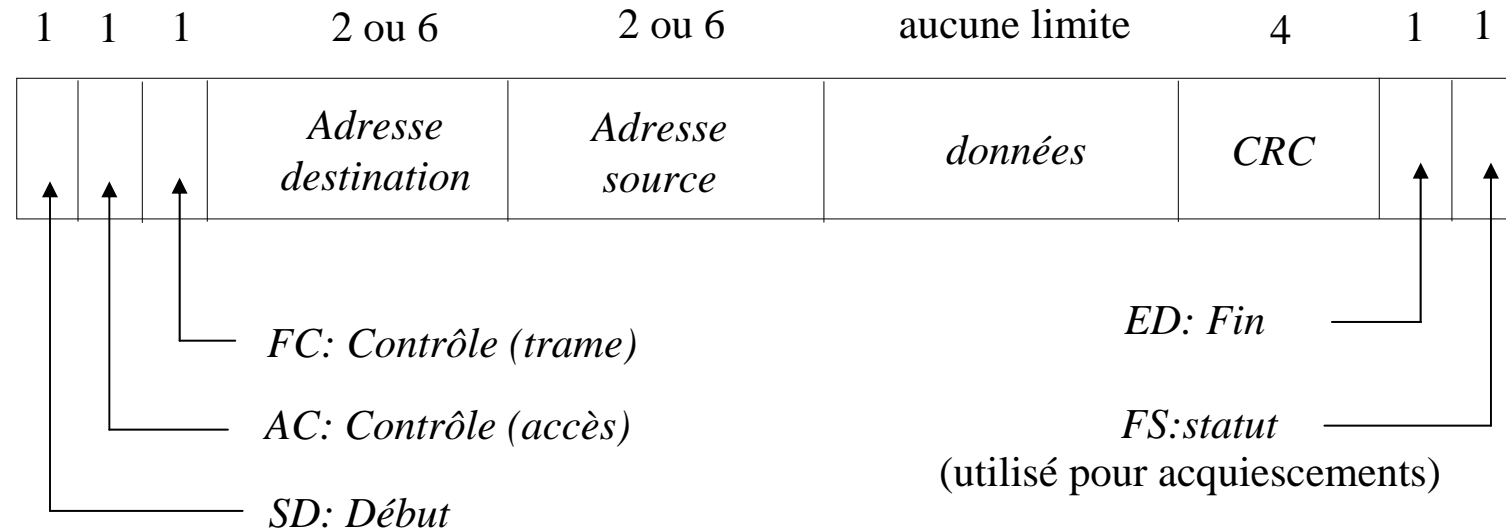 1 1 1 2 ou 6 2 ou 6 aucune limite 4 1 1
Adresse destination Adresse source données CRC
FC: Contrôle (trame) ED: Fin
AC: Contrôle (accès) FS:statut
(utilisé pour acquiescements)
SD: Début